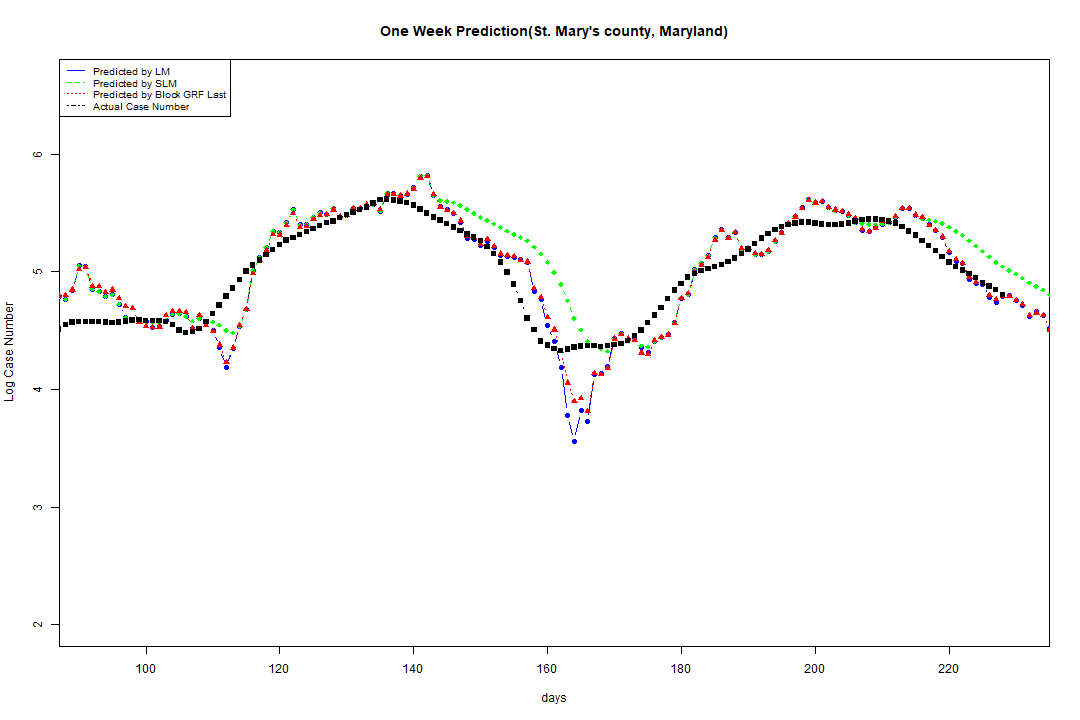 One Week Prediction(St. Mary's county, Maryland)
Predicted by LM
Predicted by SLM
Predicted by Block GRF Last
Actual Case Number
6
5
4
3
2
Log Case Number
100 120 140 160 180 200 220
days